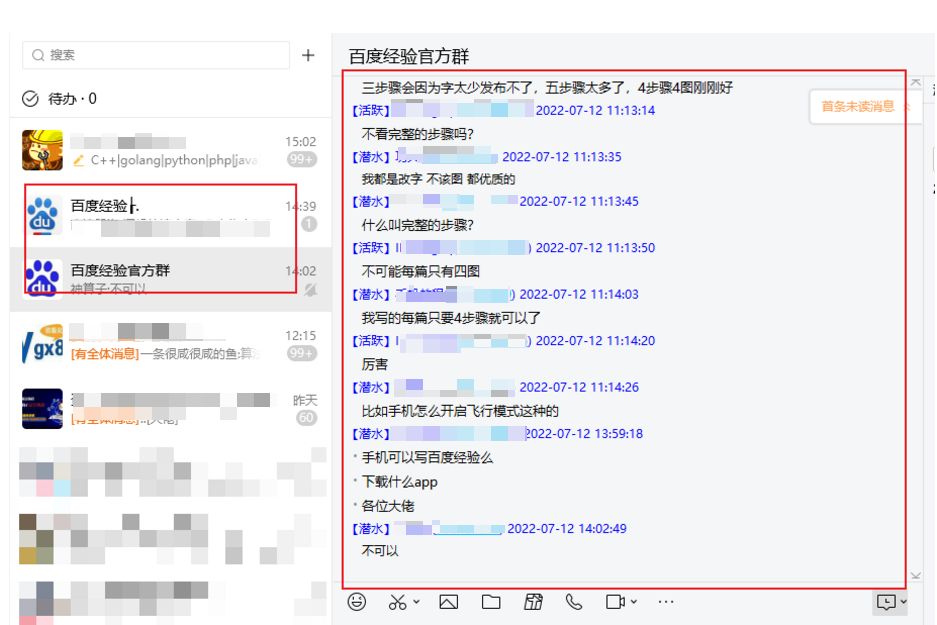 搜索
待办 · 0
15:02
C++|golang|python|php|java
99+
百度经验
14:39
1
百度经验官方群
14:02
神算子:不可以
12:15
[有全体消息]一条很咸很咸的鱼:算
99+
昨天
60
百度经验官方群
三步骤会因为字太少发布不了，五步骤太多了，4步骤4图刚刚好
首条未读消息
【活跃】 2022-07-12 11:13:14
不看完整的步骤吗?
【潜水】 2022-07-12 11:13:35
我都是改字 不该图 都优质的
【潜水】 2022-07-12 11:13:45
什么叫完整的步骤?
【活跃】 ) 2022-07-12 11:13:50
不可能每篇只有四图
【潜水】 ) 2022-07-12 11:14:03
我写的每篇只要4步骤就可以了
【活跃】 ) 2022-07-12 11:14:20
厉害
【潜水】 2022-07-12 11:14:26
比如手机怎么开启飞行模式这种的
【潜水】 2022-07-12 13:59:18
手机可以写百度经验么
下载什么app
各位大佬
【潜水】 2022-07-12 14:02:49
不可以